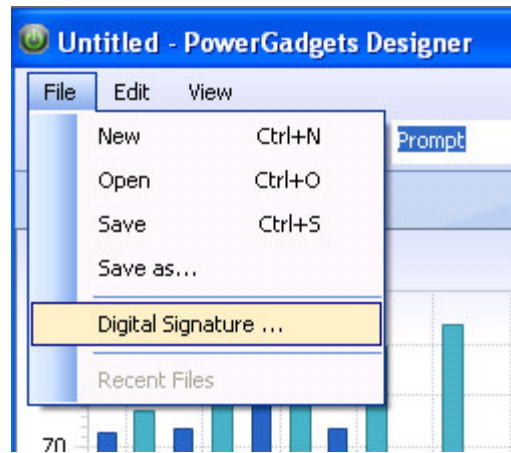 Untitled - PowerGadgets Designer
File Edit View
New Ctrl+N
Prompt
Open Ctrl+O
Save Ctrl+S
Save as...
Digital Signature ...
Recent Files
70